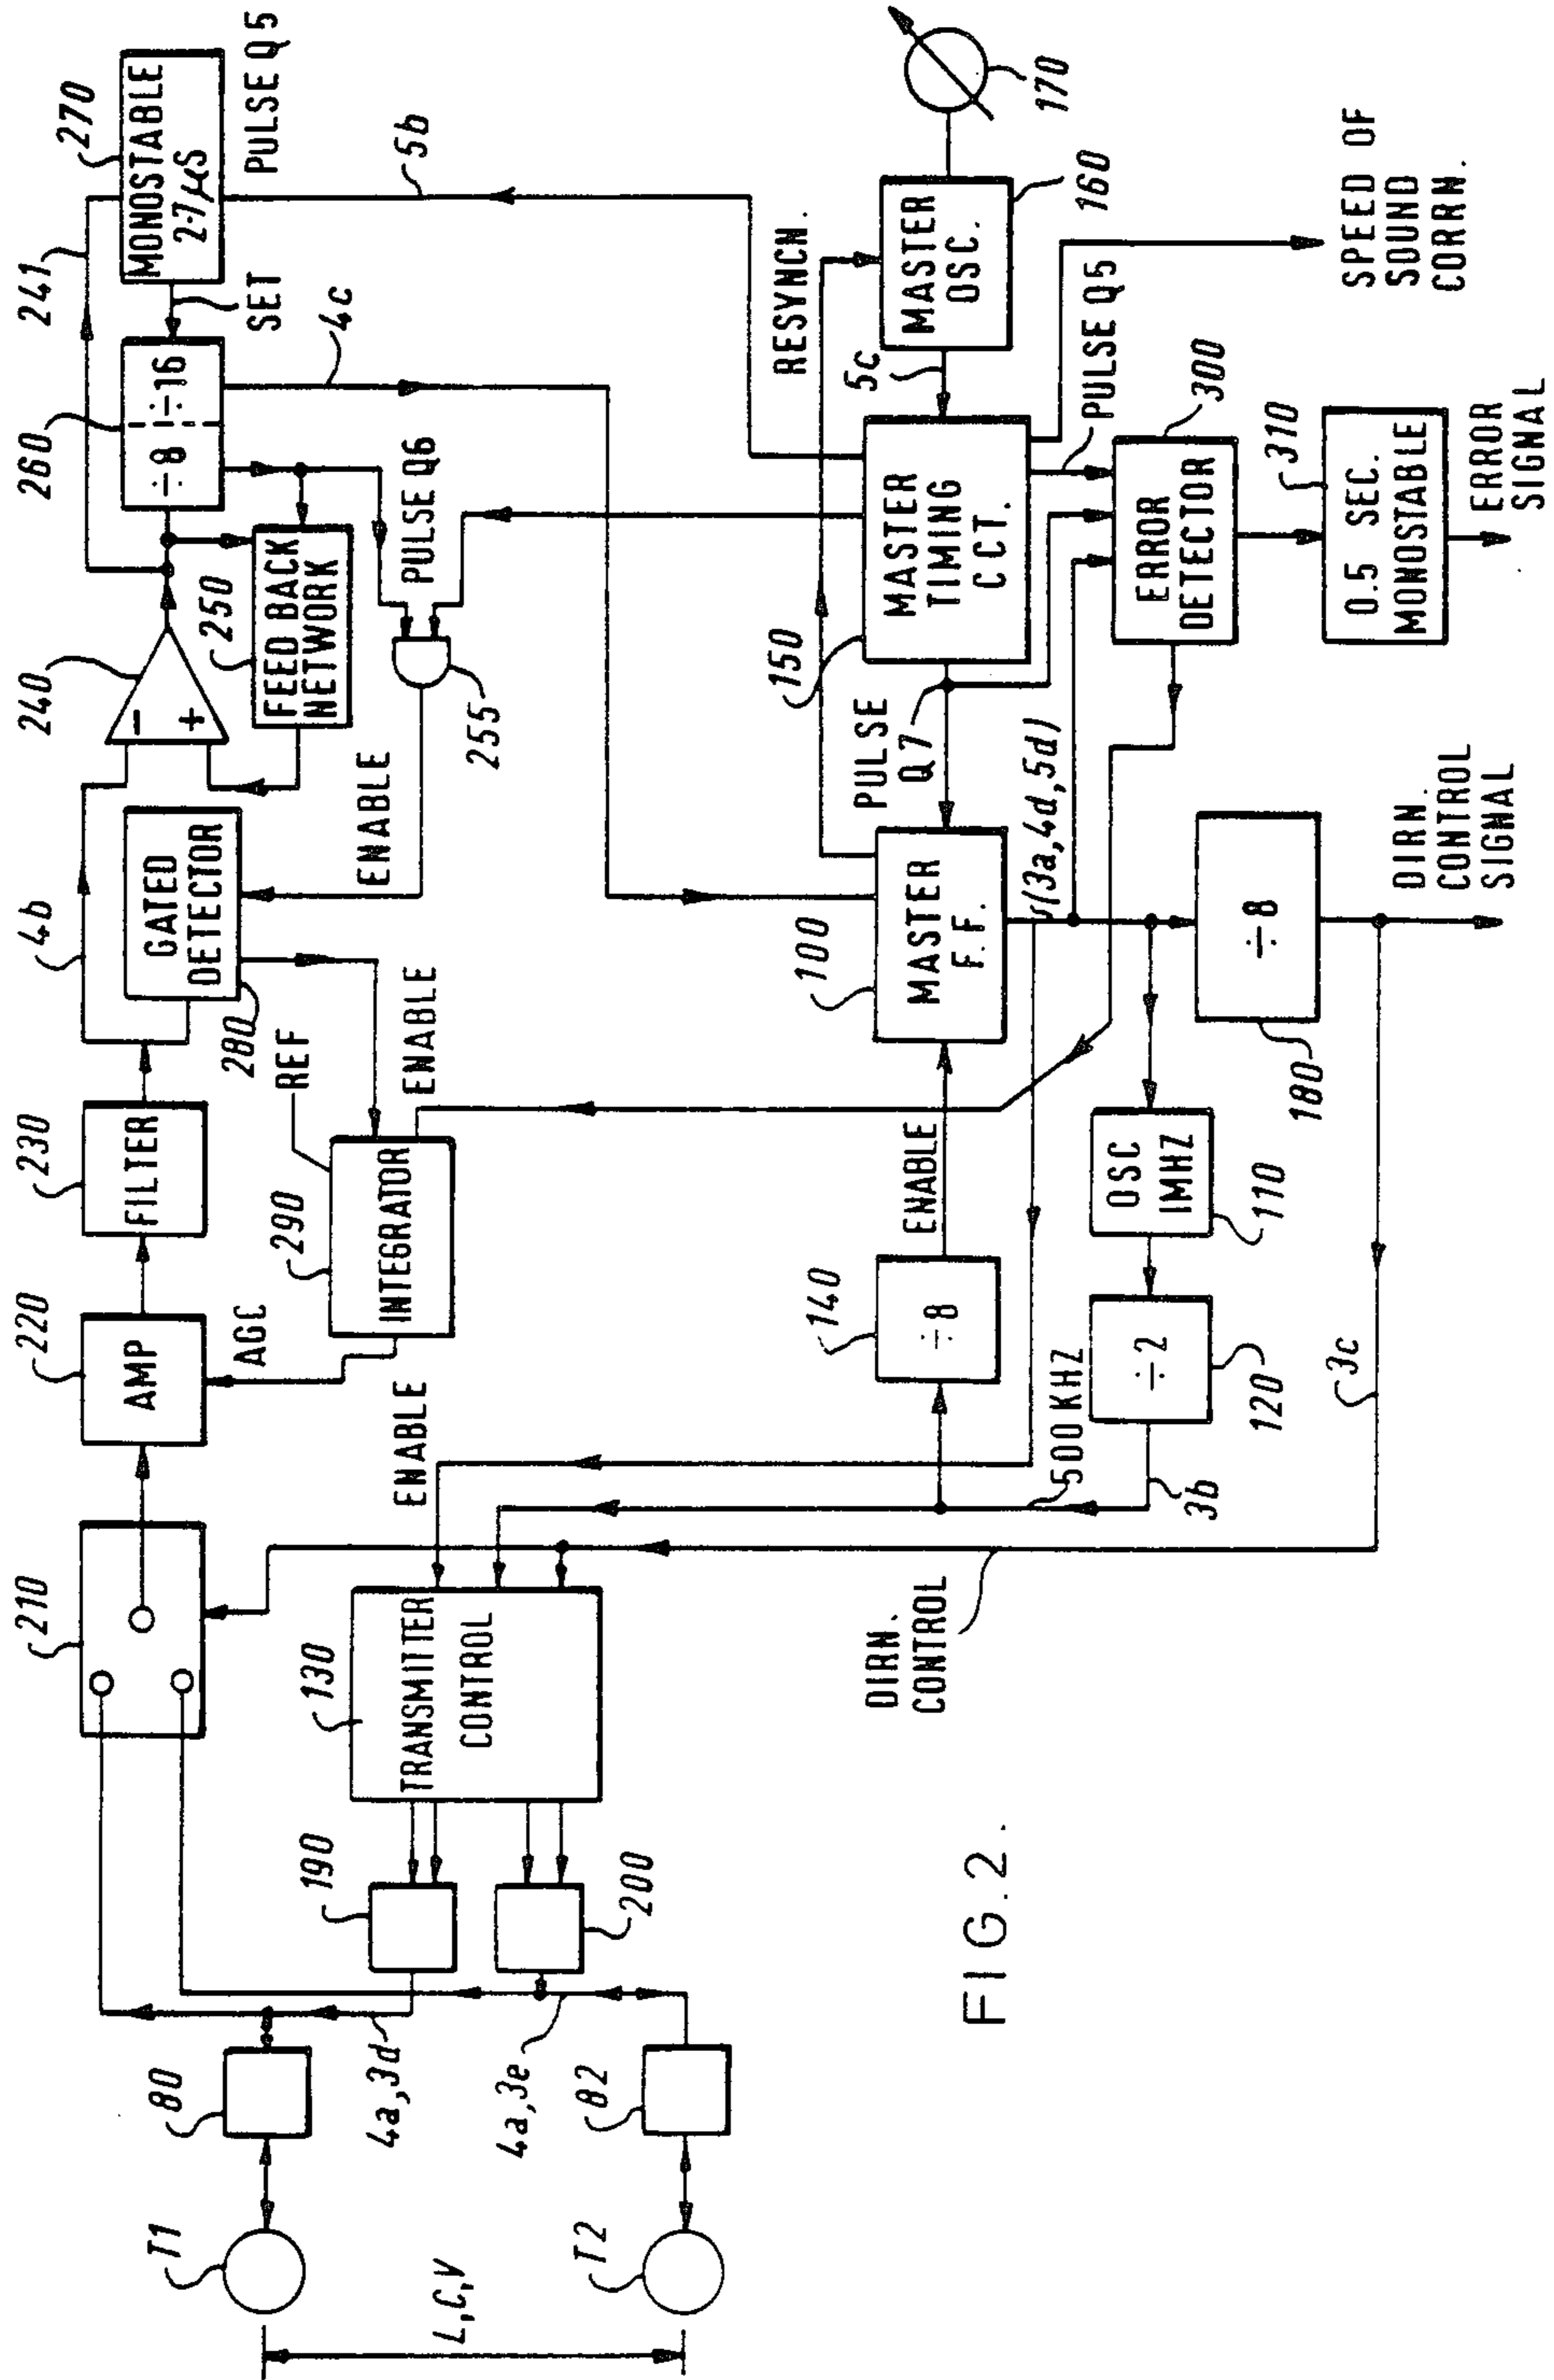 T1
T2
L,C,V
80
82
4a,3d
4a,3e
190
200
130
TRANSMITTER
CONTROL
210
220
AMP
AGC
230
FILTER
290
INTEGRATOR
REF
ENABLE
ENABLE
280
GATED
DETECTOR
4b
ENABLE
240
−
+
250
FEED BACK
NETWORK
255
PULSE Q6
260
÷8
÷16
241
SET
4c
270
MONOSTABLE
2·7µS
PULSE Q5
5b
DIRN.
CONTROL
3b
500 KHZ
140
÷8
ENABLE
100
MASTER
F.F.
PULSE
Q7
150
MASTER
TIMING
CCT.
RESYNCN.
5c
MASTER
OSC.
160
170
(3a,4d,5d)
120
÷2
110
OSC
1MHZ
180
÷8
3c
DIRN.
CONTROL
SIGNAL
PULSE Q5
300
ERROR
DETECTOR
310
0.5 SEC.
MONOSTABLE
ERROR
SIGNAL
SPEED OF
SOUND
CORRN.
FIG.2.